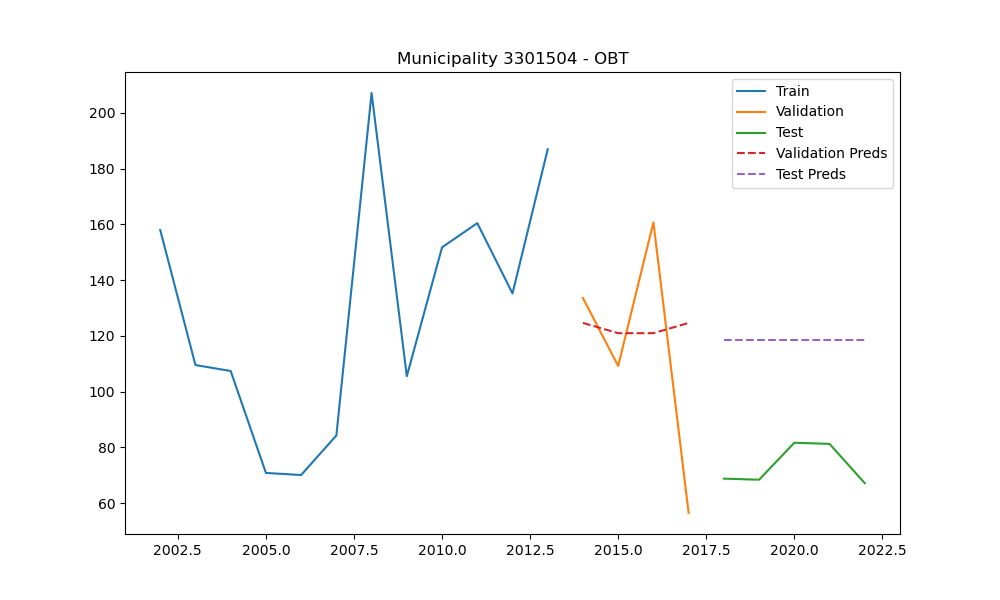 Municipality 3301504 - OBT
Train
Validation
Test
Validation Preds
Test Preds
200
180
160
140
120
100
80
60
2002.5 2005.0 2007.5 2010.0 2012.5 2015.0 2017.5 2020.0 2022.5